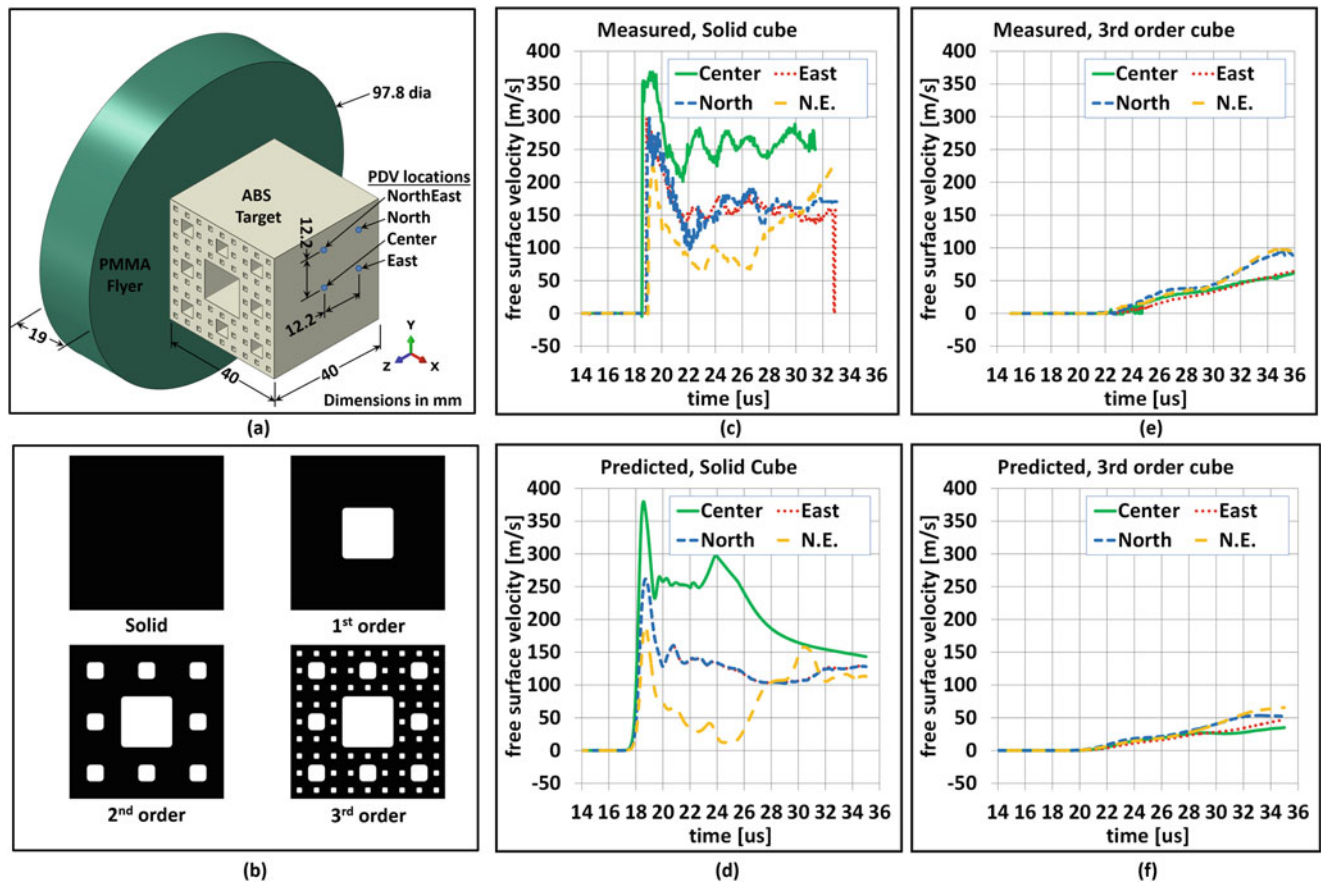 97.8 dia
ABS
Target
PDV locations
NorthEast
North
Center
East
12.2
PMMA
Flyer
12.2
19
40
40
Y
Z
X
Dimensions in mm
(a)
Solid
1st order
2nd order
3rd order
(b)
Measured, Solid cube
Center
East
North
N.E.
free surface velocity [m/s]
400
350
300
250
200
150
100
50
0
-50
14 16 18 20 22 24 26 28 30 32 34 36
time [us]
(c)
Predicted, Solid Cube
Center
East
North
N.E.
free surface velocity [m/s]
400
350
300
250
200
150
100
50
0
-50
14 16 18 20 22 24 26 28 30 32 34 36
time [us]
(d)
Measured, 3rd order cube
Center
East
North
N.E.
free surface velocity [m/s]
400
350
300
250
200
150
100
50
0
-50
14 16 18 20 22 24 26 28 30 32 34 36
time [us]
(e)
Predicted, 3rd order cube
Center
East
North
N.E.
free surface velocity [m/s]
400
350
300
250
200
150
100
50
0
-50
14 16 18 20 22 24 26 28 30 32 34 36
time [us]
(f)